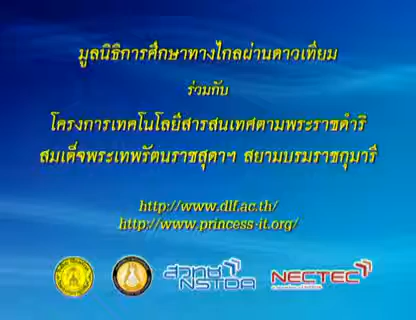 มูลนิธิการศึกษาทางไกลผ่านดาวเทียม
ร่วมกับ
โครงการเทคโนโลยีสารสนเทศตามพระราชดำริ
สมเด็จพระเทพรัตนราชสุดาฯ สยามบรมราชกุมารี
http://www.dlf.ac.th/
http://www.princess-it.org/
สวทช
NSTDA
NECTEC